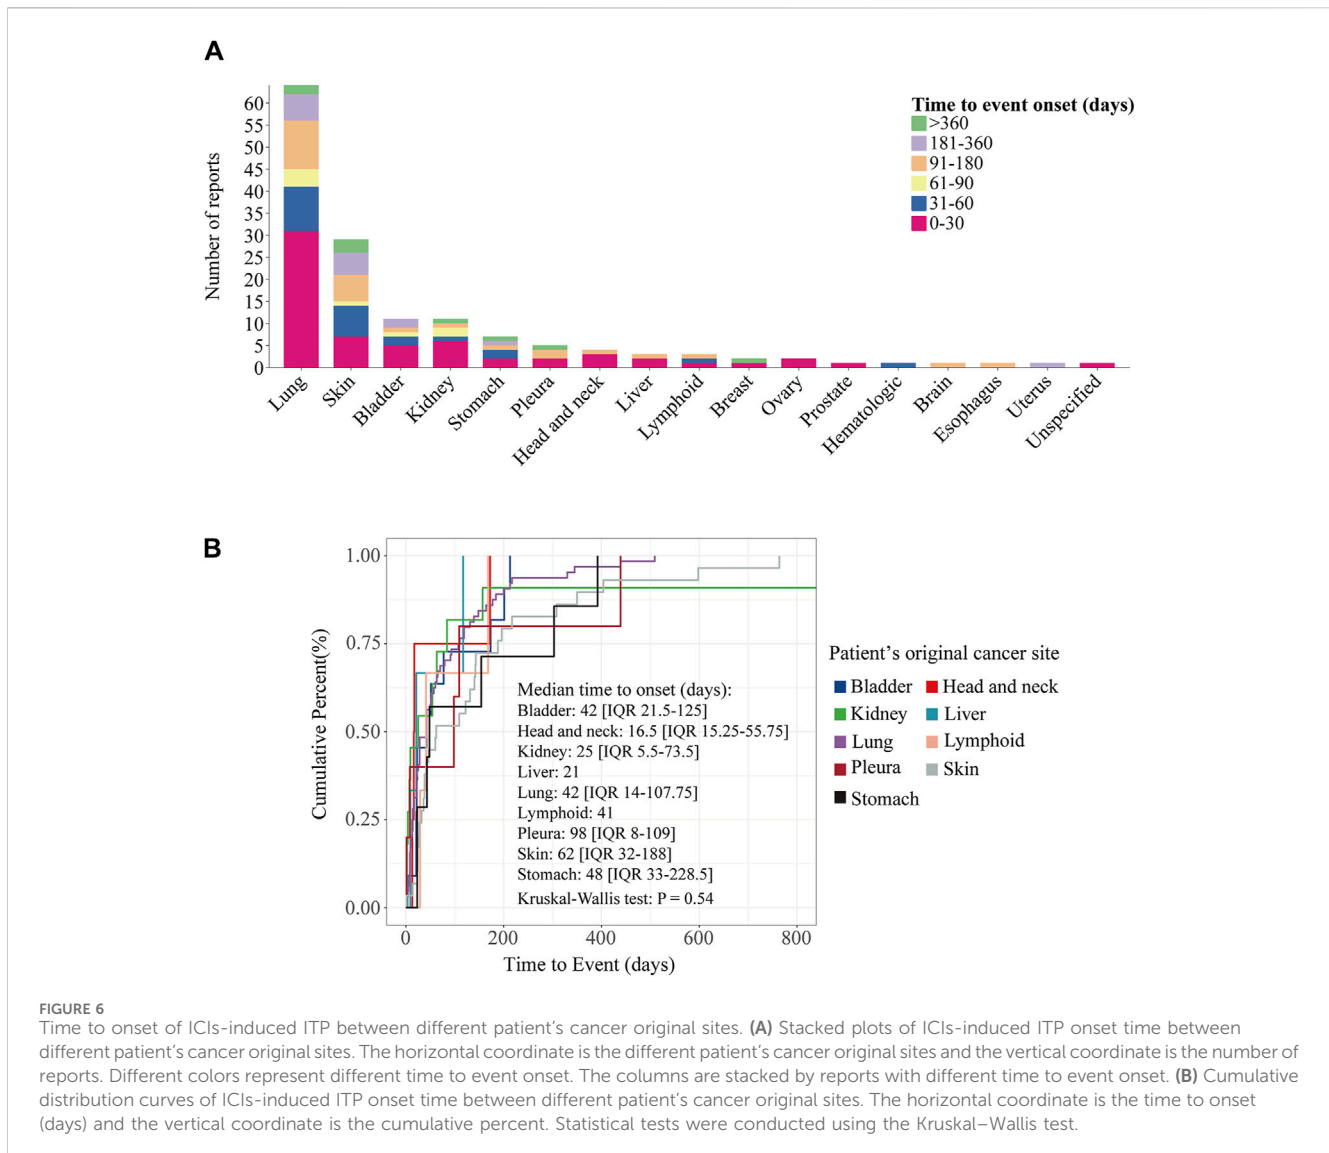 A
Time to event onset (days)
>360
181-360
91-180
61-90
31-60
0-30
Number of reports
60
55
50
45
40
35
30
25
20
15
10
5
0
Lung
Skin
Bladder
Kidney
Stomach
Pleura
Head and neck
Liver
Lymphoid
Breast
Ovary
Prostate
Hematologic
Brain
Esophagus
Uterus
Unspecified
B
Cumulative Percent(%)
1.00
0.75
0.50
0.25
0.00
Median time to onset (days):
Bladder: 42 [IQR 21.5-125]
Head and neck: 16.5 [IQR 15.25-55.75]
Kidney: 25 [IQR 5.5-73.5]
Liver: 21
Lung: 42 [IQR 14-107.75]
Lymphoid: 41
Pleura: 98 [IQR 8-109]
Skin: 62 [IQR 32-188]
Stomach: 48 [IQR 33-228.5]
Kruskal-Wallis test: P = 0.54
0
200
400
600
800
Time to Event (days)
Patient's original cancer site
Bladder
Head and neck
Kidney
Liver
Lung
Lymphoid
Pleura
Skin
Stomach
FIGURE 6
Time to onset of ICIs-induced ITP between different patient's cancer original sites. (A) Stacked plots of ICIs-induced ITP onset time between
different patient's cancer original sites. The horizontal coordinate is the different patient's cancer original sites and the vertical coordinate is the number of
reports. Different colors represent different time to event onset. The columns are stacked by reports with different time to event onset. (B) Cumulative
distribution curves of ICIs-induced ITP onset time between different patient's cancer original sites. The horizontal coordinate is the time to onset
(days) and the vertical coordinate is the cumulative percent. Statistical tests were conducted using the Kruskal–Wallis test.